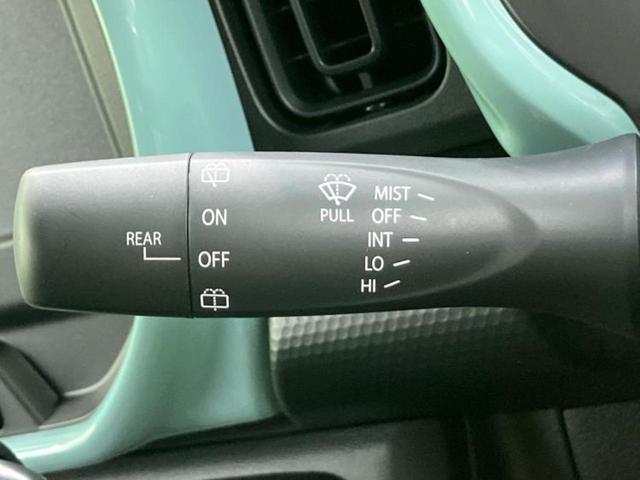 REAR
ON
OFF
PULL
MIST
OFF
INT
LO
HI